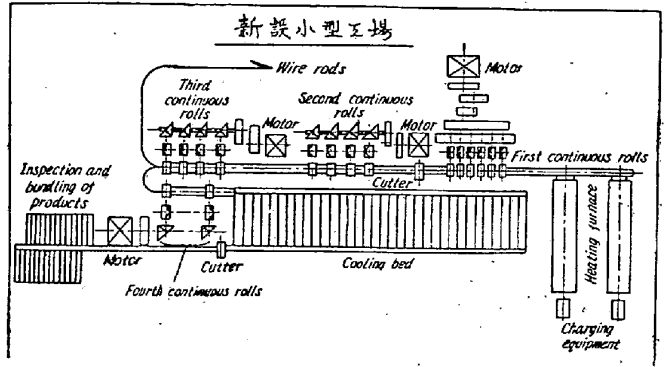 新設小型工場
Wire rods
Motor
Third
continuous
rolls
Second continuous
rolls
Motor
Motor
First continuous rolls
Inspection and
bundling of
products
Cutter
Heating furnace
Motor
Cutter
Cooling bed
Fourth continuous rolls
Charging
equipment